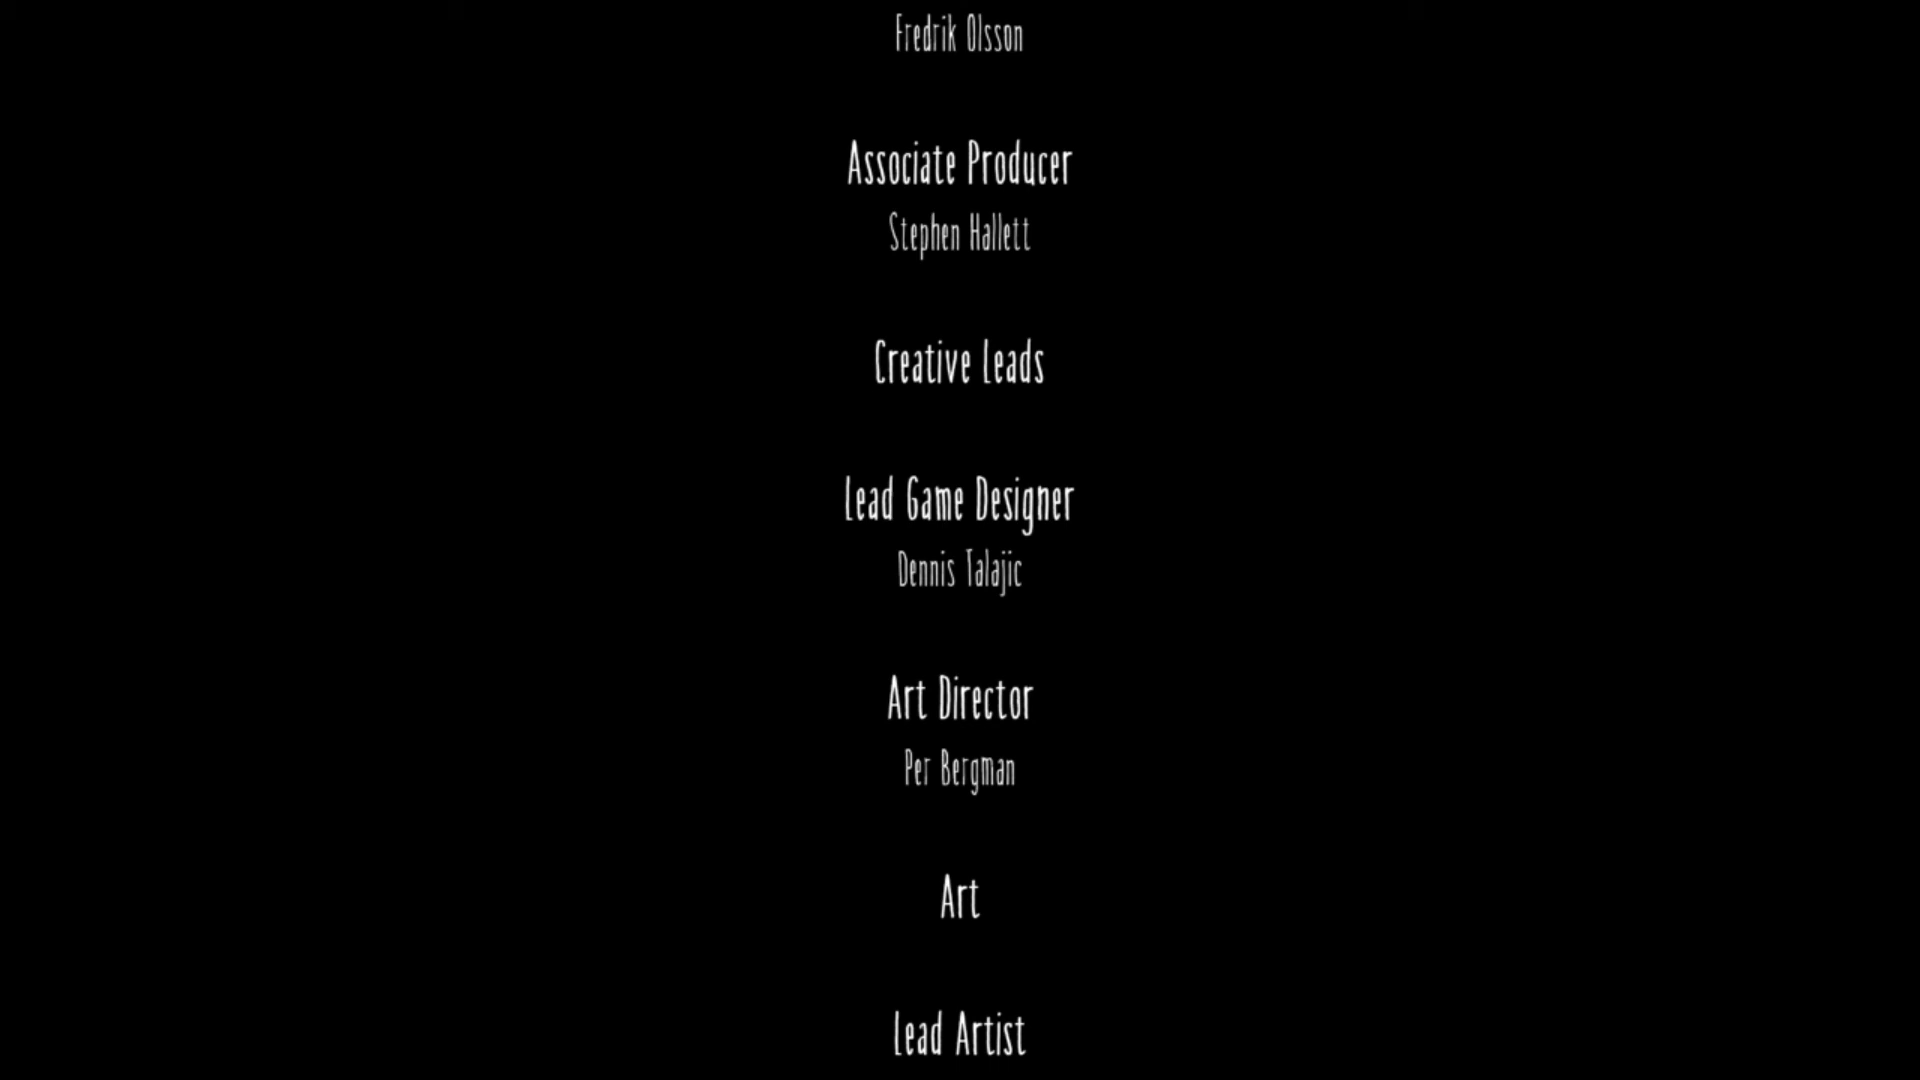 Fredrik Olsson
Associate Producer
Stephen Hallett
Creative Leads
Lead Game Designer
Dennis Talajic
Art Director
Per Bergman
Art
Lead Artist